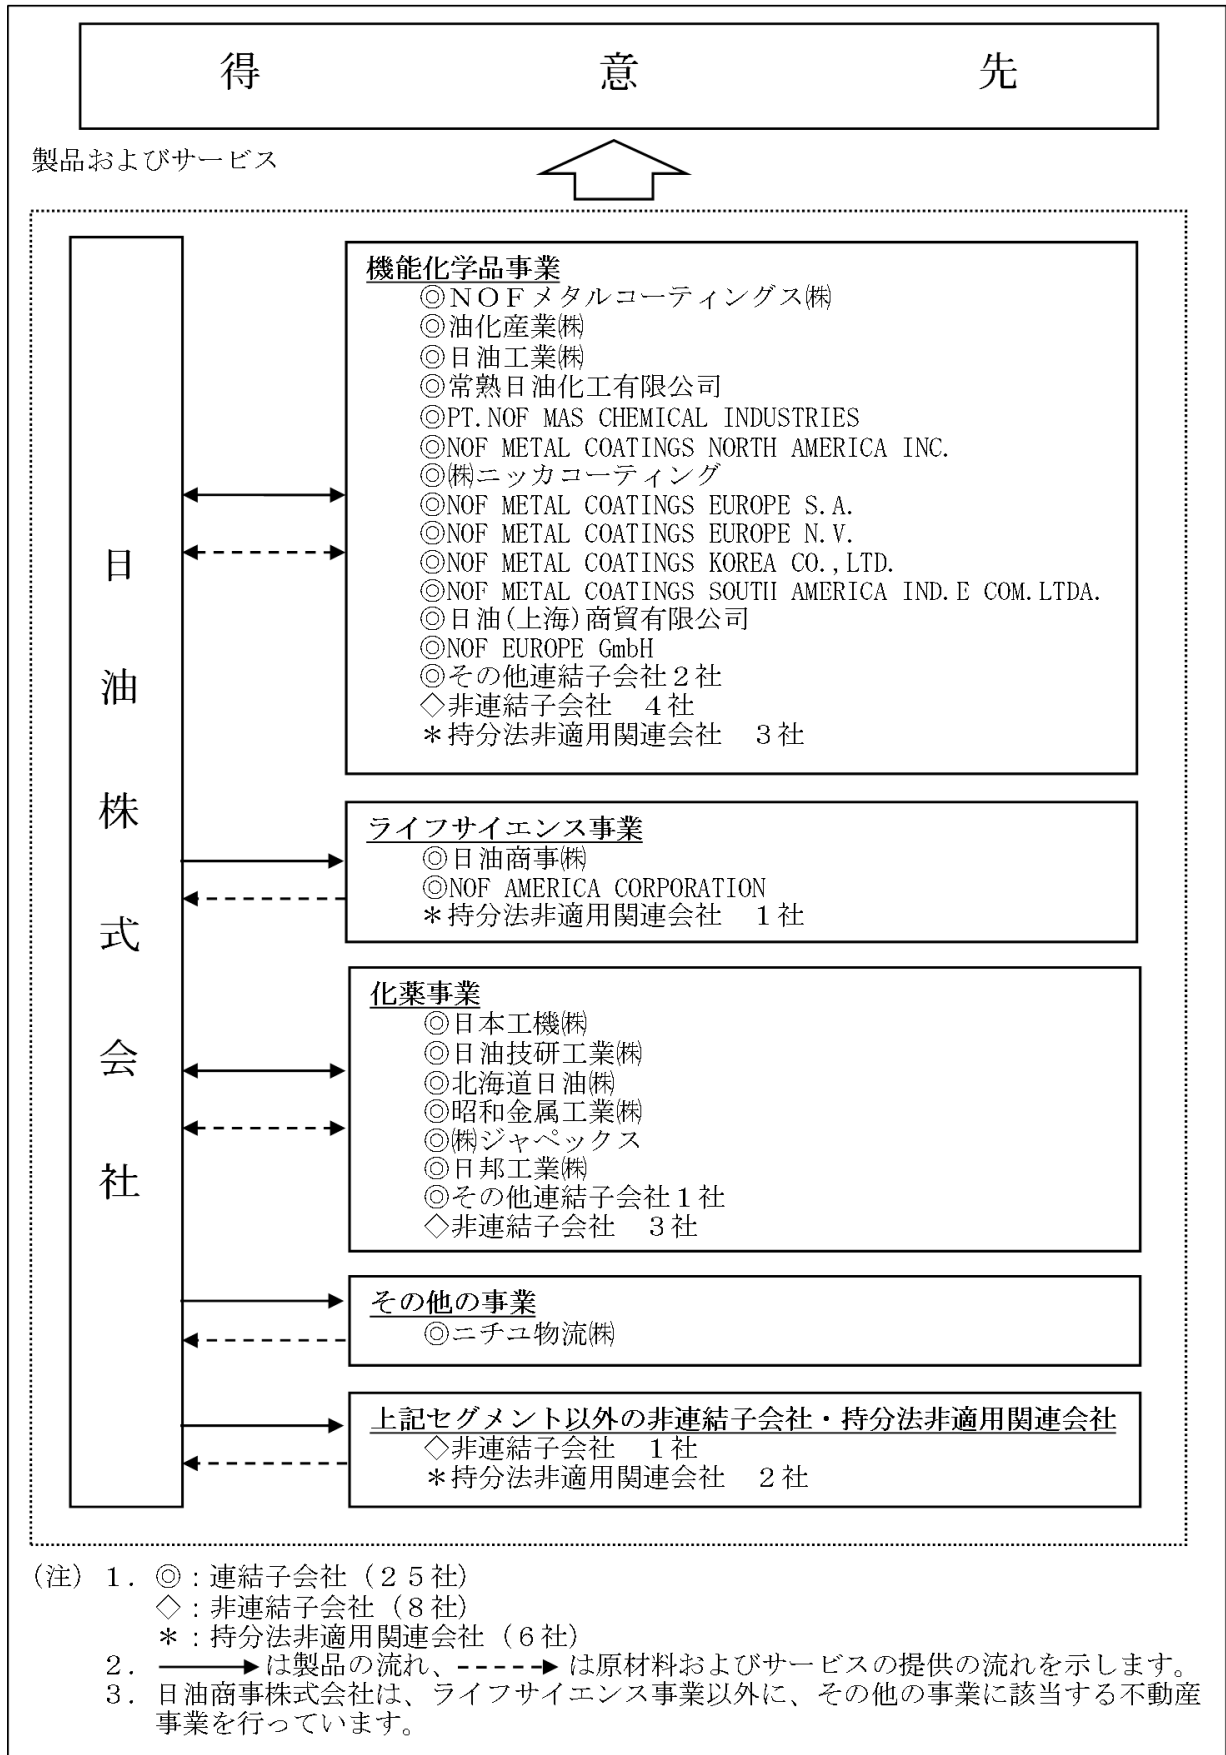 得意先
製品およびサービス
日油株式会社
機能化学品事業
◎NOFメタルコーティングス㈱
◎油化産業㈱
◎日油工業㈱
◎常熟日油化工有限公司
◎PT.NOF MAS CHEMICAL INDUSTRIES
◎NOF METAL COATINGS NORTH AMERICA INC.
◎㈱ニッカコーティング
◎NOF METAL COATINGS EUROPE S.A.
◎NOF METAL COATINGS EUROPE N.V.
◎NOF METAL COATINGS KOREA CO.,LTD.
◎NOF METAL COATINGS SOUTH AMERICA IND.E COM.LTDA.
◎日油(上海)商貿有限公司
◎NOF EUROPE GmbH
◎その他連結子会社2社
◇非連結子会社 4社
*持分法非適用関連会社 3社
ライフサイエンス事業
◎日油商事㈱
◎NOF AMERICA CORPORATION
*持分法非適用関連会社 1社
化薬事業
◎日本工機㈱
◎日油技研工業㈱
◎北海道日油㈱
◎昭和金属工業㈱
◎㈱ジャペックス
◎日邦工業㈱
◎その他連結子会社1社
◇非連結子会社 3社
その他の事業
◎ニチユ物流㈱
上記セグメント以外の非連結子会社・持分法非適用関連会社
◇非連結子会社 1社
*持分法非適用関連会社 2社
(注) 1. ◎:連結子会社(25社)
◇:非連結子会社(8社)
*:持分法非適用関連会社(6社)
2. ───▶は製品の流れ、-----▶は原材料およびサービスの提供の流れを示します。
3. 日油商事株式会社は、ライフサイエンス事業以外に、その他の事業に該当する不動産
事業を行っています。